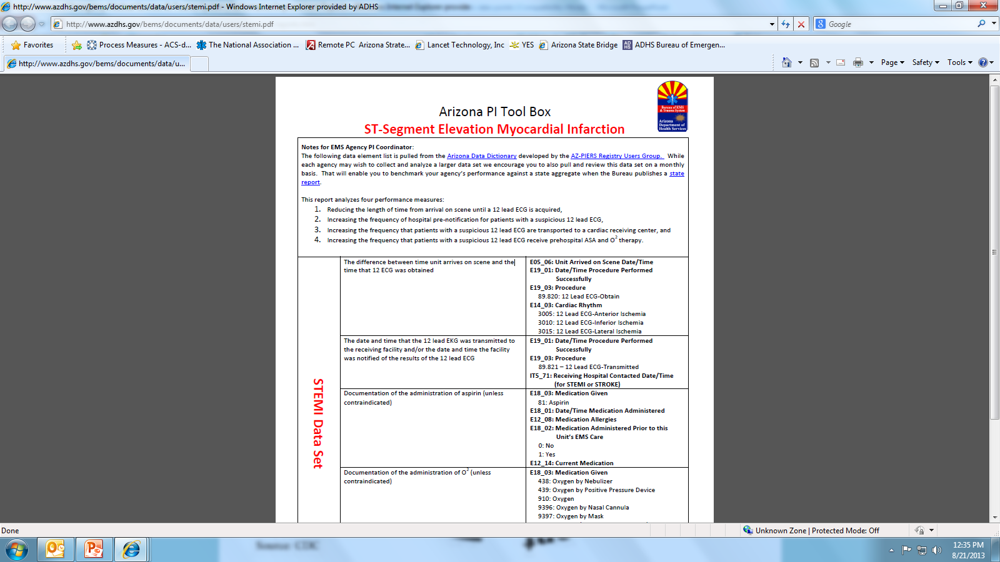 http://www.azdhs.gov/bems/documents/data/users/stemi.pdf - Windows Internet Explorer provided by ADHS
http://www.azdhs.gov/bems/documents/data/users/stemi.pdf
Google
Favorites
Process Measures - ACS-d...
The National Association ...
Remote PC
Arizona Strate...
Lancet Technology, Inc
YES
Arizona State Bridge
ADHS Bureau of Emergen...
http://www.azdhs.gov/bems/documents/data/u...
Page
Safety
Tools
Bureau of EMS
& Trauma System
Arizona
Department of
Health Services
Arizona PI Tool Box
ST-Segment Elevation Myocardial Infarction
Notes for EMS Agency PI Coordinator:
The following data element list is pulled from the Arizona Data Dictionary developed by the AZ-PIERS Registry Users Group. While
each agency may wish to collect and analyze a larger data set we encourage you to also pull and review this data set on a monthly
basis. That will enable you to benchmark your agency's performance against a state aggregate when the Bureau publishes a state
report.
This report analyzes four performance measures:
1. Reducing the length of time from arrival on scene until a 12 lead ECG is acquired,
2. Increasing the frequency of hospital pre-notification for patients with a suspicious 12 lead ECG,
3. Increasing the frequency that patients with a suspicious 12 lead ECG are transported to a cardiac receiving center, and
4. Increasing the frequency that patients with a suspicious 12 lead ECG receive prehospital ASA and O2 therapy.
STEMI Data Set
The difference between time unit arrives on scene and the
time that 12 ECG was obtained
E05_06: Unit Arrived on Scene Date/Time
E19_01: Date/Time Procedure Performed
Successfully
E19_03: Procedure
89.820: 12 Lead ECG-Obtain
E14_03: Cardiac Rhythm
3005: 12 Lead ECG-Anterior Ischemia
3010: 12 Lead ECG-Inferior Ischemia
3015: 12 Lead ECG-Lateral Ischemia
The date and time that the 12 lead EKG was transmitted to
the receiving facility and/or the date and time the facility
was notified of the results of the 12 lead ECG
E19_01: Date/Time Procedure Performed
Successfully
E19_03: Procedure
89.821 – 12 Lead ECG-Transmitted
IT5_71: Receiving Hospital Contacted Date/Time
(for STEMI or STROKE)
Documentation of the administration of aspirin (unless
contraindicated)
E18_03: Medication Given
81: Aspirin
E18_01: Date/Time Medication Administered
E12_08: Medication Allergies
E18_02: Medication Administered Prior to this
Unit's EMS Care
0: No
1: Yes
E12_14: Current Medication
Documentation of the administration of O2 (unless
contraindicated)
E18_03: Medication Given
438: Oxygen by Nebulizer
439: Oxygen by Positive Pressure Device
910: Oxygen
9396: Oxygen by Nasal Cannula
9397: Oxygen by Mask
Done
Unknown Zone | Protected Mode: Off
Source: CDC
12:35 PM
8/21/2013